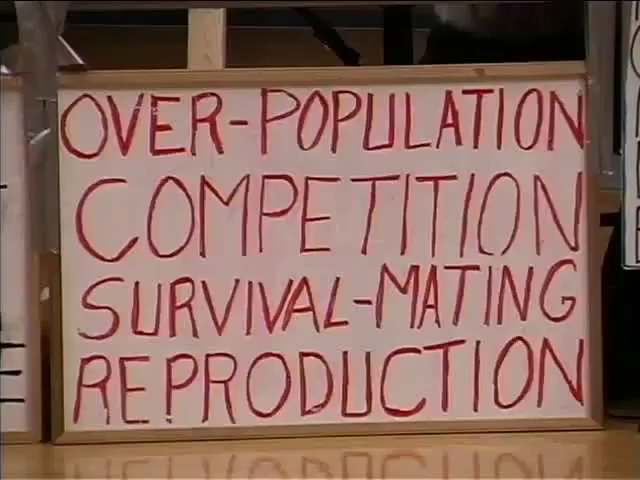 OVER-POPULATION
COMPETITION
SURVIVAL-MATING
REPRODUCTION